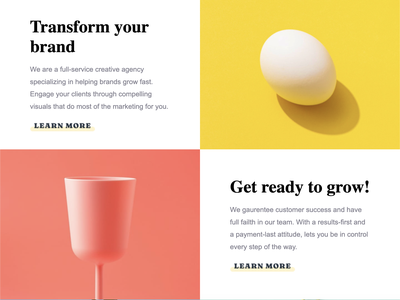 Transform your
brand
We are a full-service creative agency
specializing in helping brands grow fast.
Engage your clients through compelling
visuals that do most of the marketing for you.
LEARN MORE
Get ready to grow!
We gaurentee customer success and have
full faiith in our team. With a results-first and
a payment-last attitude, lets you be in control
every step of the way.
LEARN MORE